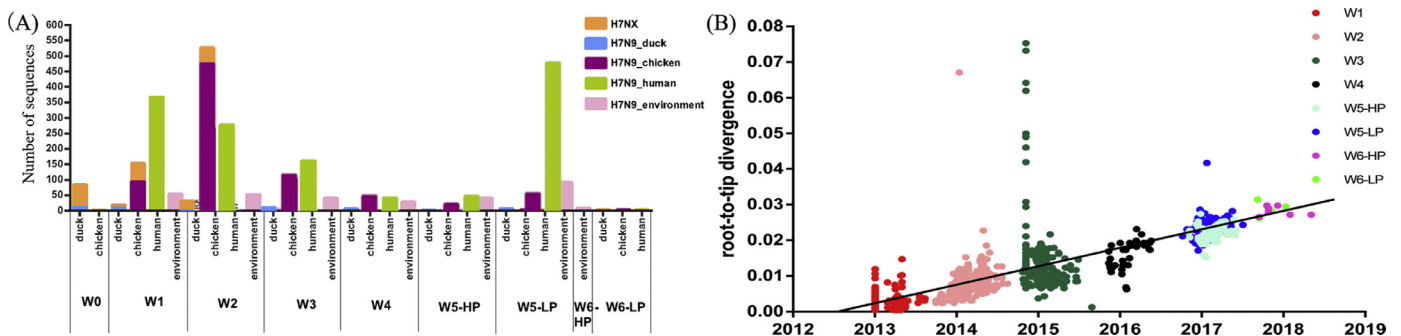 (A)
600
550
500
450
400
350
300
250
200
150
100
50
0
Number of sequences
H7NX
H7N9_duck
H7N9_chicken
H7N9_human
H7N9_environment
duck
chicken
duck
chicken
human
environment
duck
chicken
human
environment
duck
chicken
human
environment
duck
chicken
human
environment
duck
chicken
human
environment
duck
chicken
human
environment
environment
duck
chicken
human
W0
W1
W2
W3
W4
W5-HP
W5-LP
W6-
HP
W6-LP
(B)
0.08
0.07
0.06
0.05
0.04
0.03
0.02
0.01
0.00
root-to-tip divergence
2012
2013
2014
2015
2016
2017
2018
2019
W1
W2
W3
W4
W5-HP
W5-LP
W6-HP
W6-LP